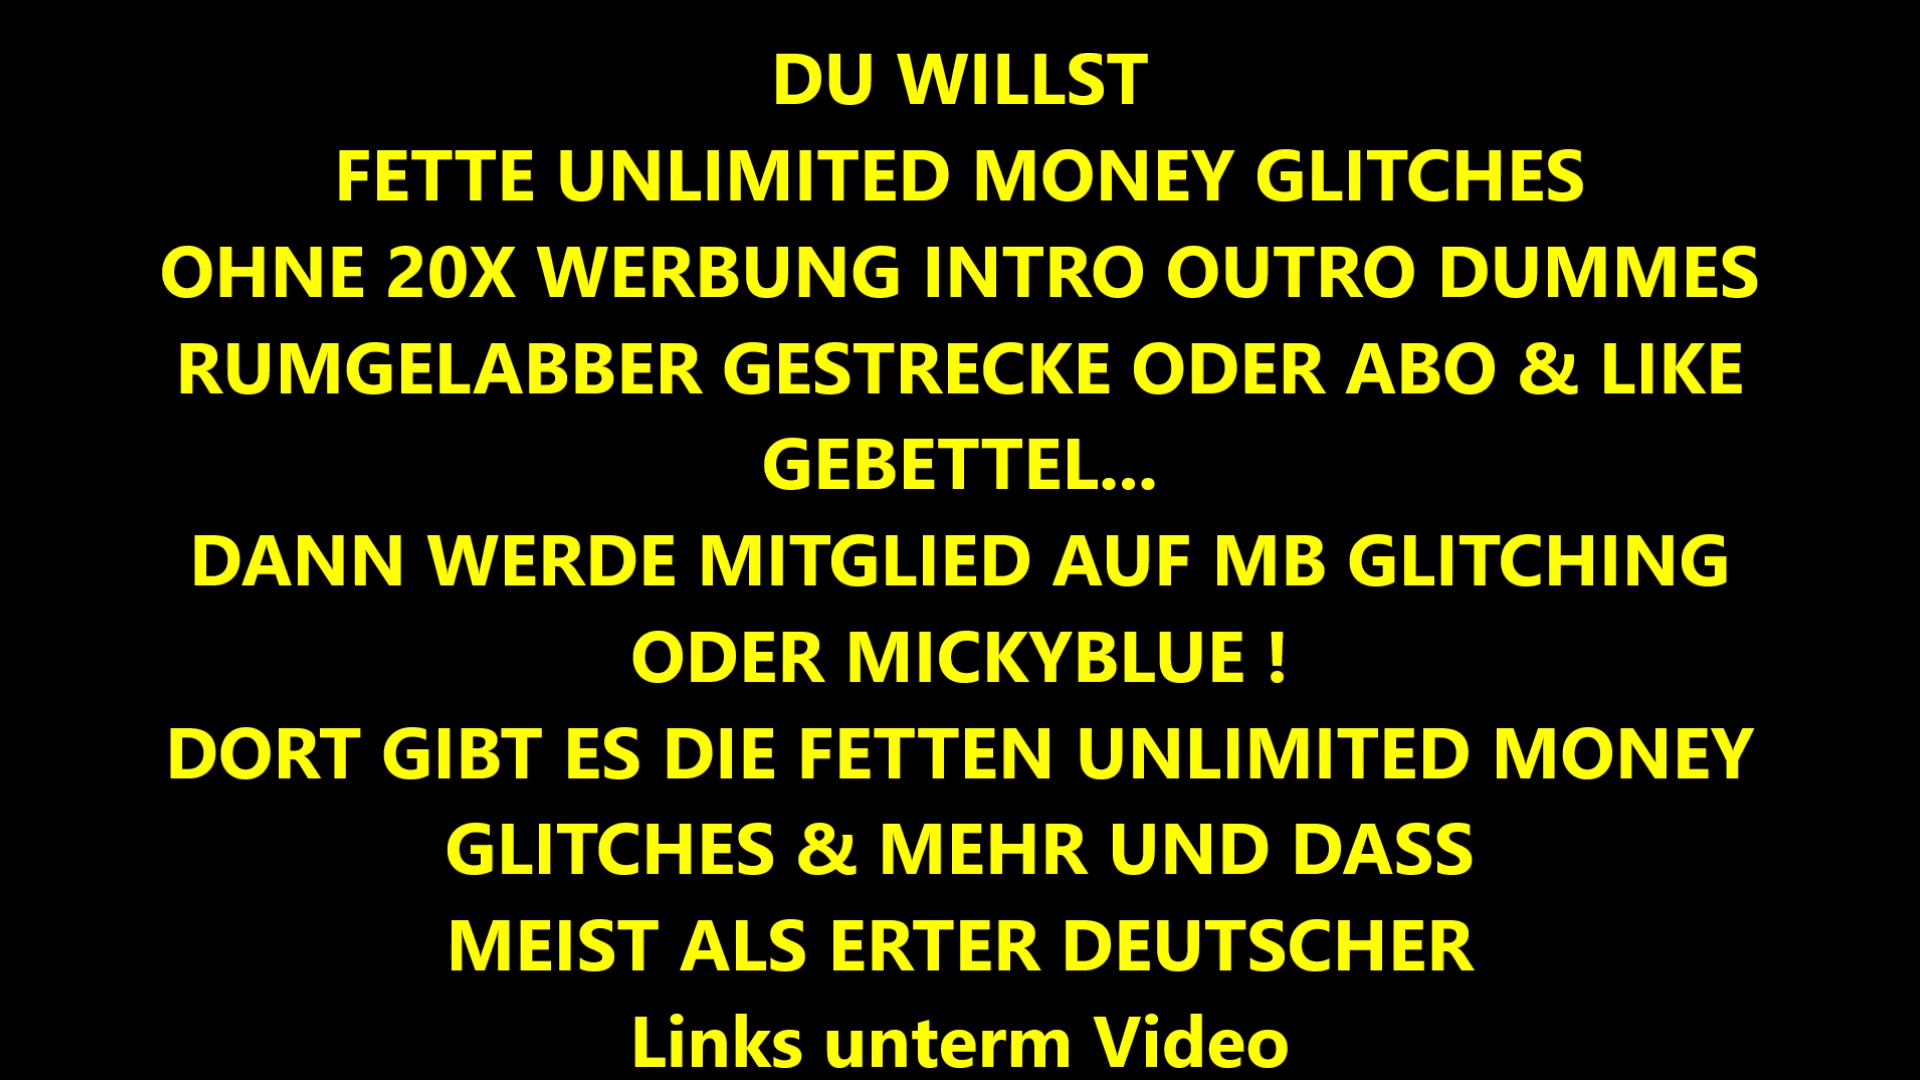 DU WILLST
FETTE UNLIMITED MONEY GLITCHES
OHNE 20X WERBUNG INTRO OUTRO DUMMES
RUMGELABBER GESTRECKE ODER ABO & LIKE
GEBETTEL...
DANN WERDE MITGLIED AUF MB GLITCHING
ODER MICKYBLUE !
DORT GIBT ES DIE FETTEN UNLIMITED MONEY
GLITCHES & MEHR UND DASS
MEIST ALS ERTER DEUTSCHER
Links unterm Video